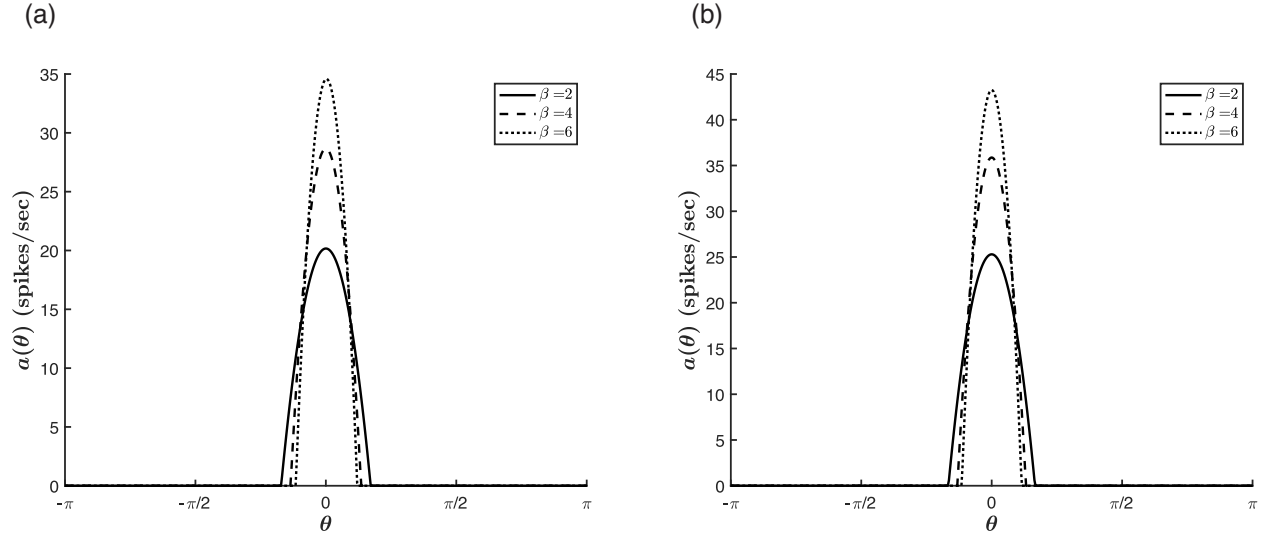 (a)
35
30
25
20
15
10
5
0
a(θ) (spikes/sec)
-π
-π/2
0
π/2
π
θ
β =2
β =4
β =6
(b)
45
40
35
30
25
20
15
10
5
0
a(θ) (spikes/sec)
-π
-π/2
0
π/2
π
θ
β =2
β =4
β =6